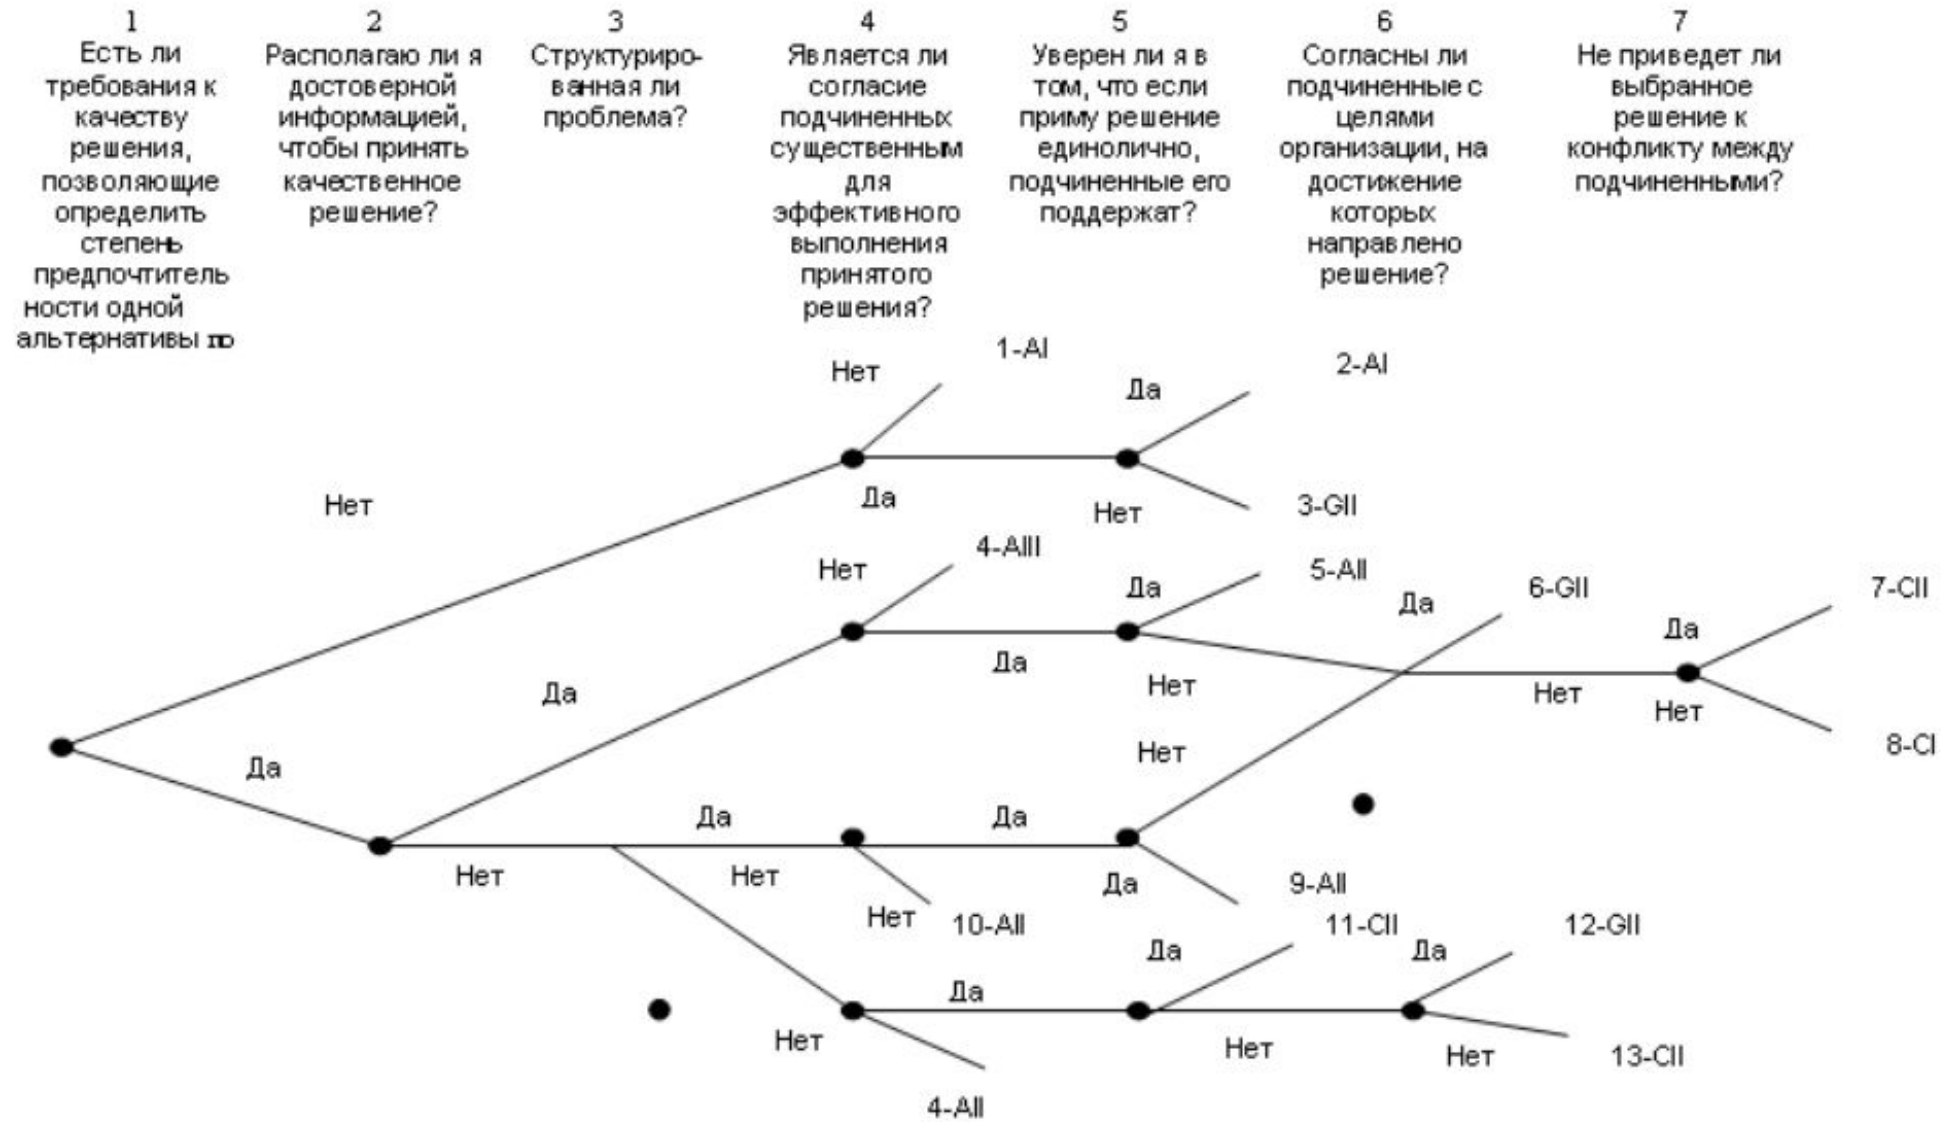 1
Есть ли
требования к
качеству
решения,
позволяющие
определить
степень
предпочтитель
ности одной
альтернативы по
2
Располагаю ли я
достоверной
информацией,
чтобы принять
качественное
решение?
3
Структуриро-
ванная ли
проблема?
4
Является ли
согласие
подчиненных
существенным
для
эффективного
выполнения
принятого
решения?
5
Уверен ли я в
том, что если
приму решение
единолично,
подчиненные его
поддержат?
6
Согласны ли
подчиненные с
целями
организации, на
достижение
которых
направлено
решение?
7
Не приведет ли
выбранное
решение к
конфликту между
подчиненными?
1-AI
Нет
2-AI
Да
Нет
Да
3-GII
Нет
4-AIII
Нет
5-AII
Да
6-GII
Да
7-CII
Да
Да
Нет
Да
Нет
Нет
8-CI
Нет
Да
Да
Да
Нет
Нет
Да
9-AII
Нет
10-AII
11-CII
12-GII
Да
Да
Да
Нет
Нет
Нет
13-CII
4-AII